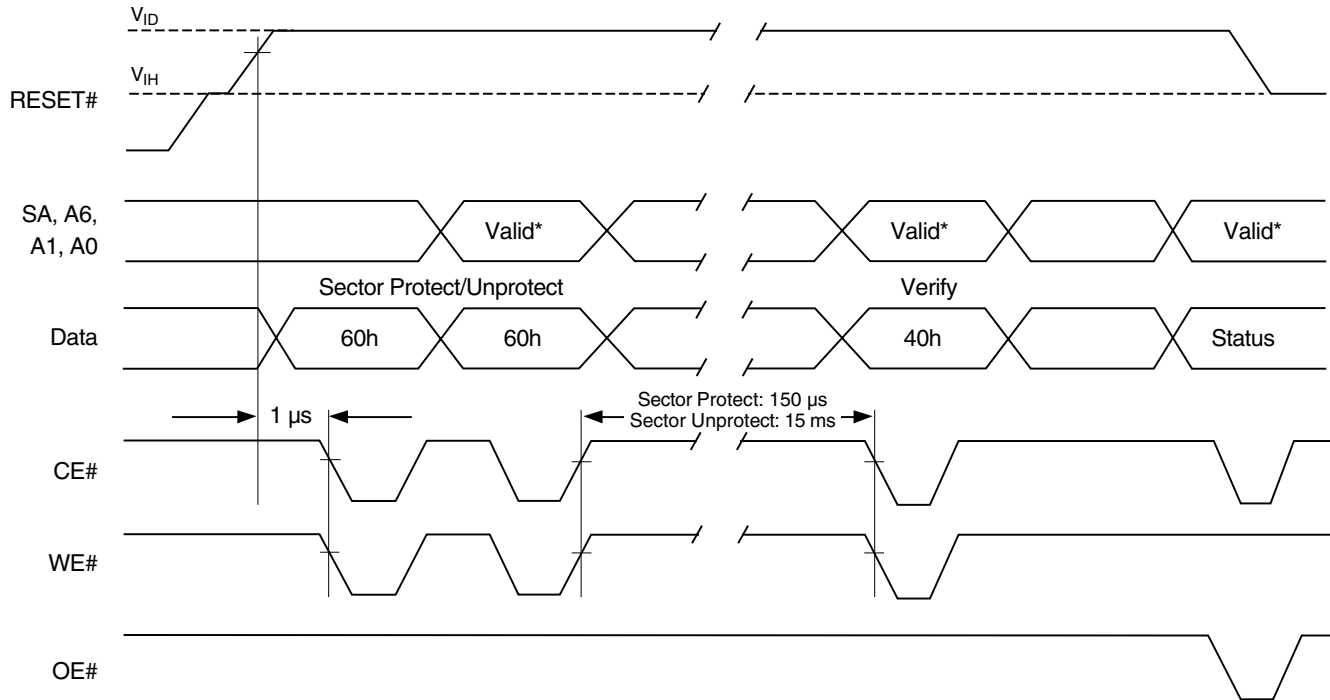 VID
VIH
RESET#
SA, A6,
A1, A0
Valid*
Valid*
Valid*
Sector Protect/Unprotect
Verify
Data
60h
60h
40h
Status
1 µs
Sector Protect: 150 µs
Sector Unprotect: 15 ms
CE#
WE#
OE#